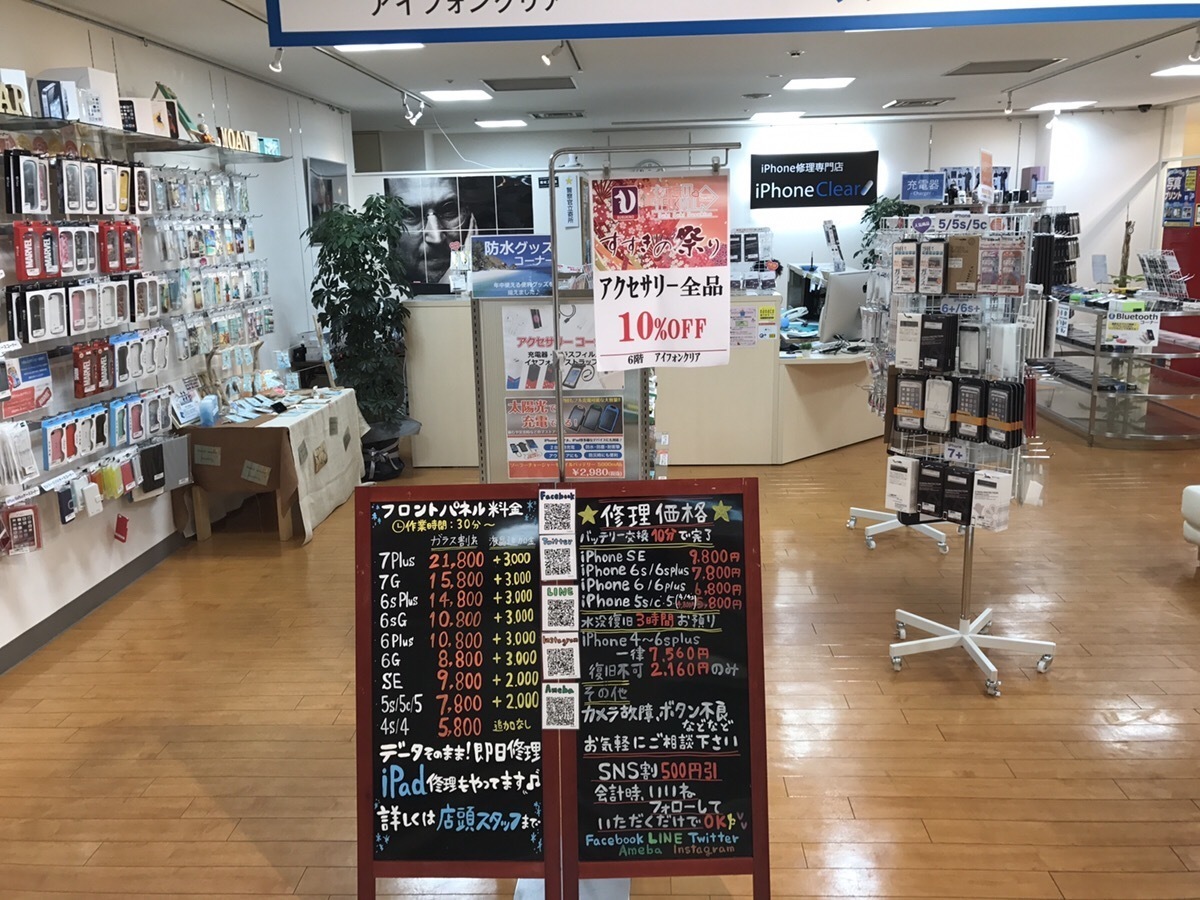 アイフォンクリア
AR
MOANA
iPhone修理専門店
iPhoneClear
充電器
防水グッズ
コーナー
すすきの祭り
アクセサリー全品
10%OFF
6階 アイフォンクリア
5/5s/5c
6+/6s+
7+
Bluetooth
コーナー
MARVEL
MARVEL
MARVEL
アクセサリーコー
充電器
太陽光で
充電
¥2,980
フロントパネル料金
作業時間:30分〜
ガラス割れ
7Plus 21,800 +3,000
7G 15,800 +3,000
6sPlus 14,800 +3,000
6sG 10,800 +3,000
6Plus 10,800 +3,000
6G 8,800 +3,000
SE 9,800 +2,000
5s/5c/5 7,800 +2,000
4s/4 5,800 追加なし
データそのまま!即日修理
iPad修理もやってます♪
詳しくは店頭スタッフまで
Facebook
Twitter
LINE
Instagram
Ameba
★修理価格★
バッテリー交換10分で完了
iPhone SE 9,800円
iPhone 6s/6splus 7,800円
iPhone 6/6plus 6,800円
iPhone 5s/c・5 5,800円
水没復旧3時間お預り
iPhone4〜6splus
一律7,560円
復旧不可2,160円のみ
その他
カメラ故障、ボタン不良
などなど
お気軽にご相談下さい
SNS割500円引
会計時、いいね
フォローして
いただくだけでOK♪
Facebook LINE Twitter
Ameba Instagram